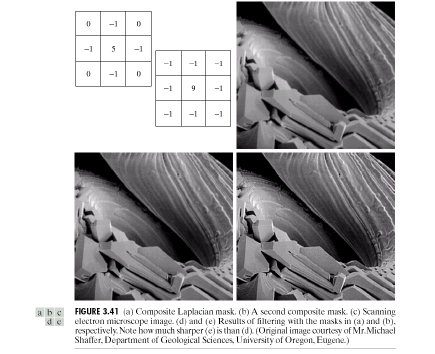 0 −1 0
−1 5 −1
0 −1 0
−1 −1 −1
−1 9 −1
−1 −1 −1
a b c
d e
FIGURE 3.41 (a) Composite Laplacian mask. (b) A second composite mask. (c) Scanning
electron microscope image. (d) and (e) Results of filtering with the masks in (a) and (b),
respectively. Note how much sharper (e) is than (d). (Original image courtesy of Mr. Michael
Shaffer, Department of Geological Sciences, University of Oregon, Eugene.)